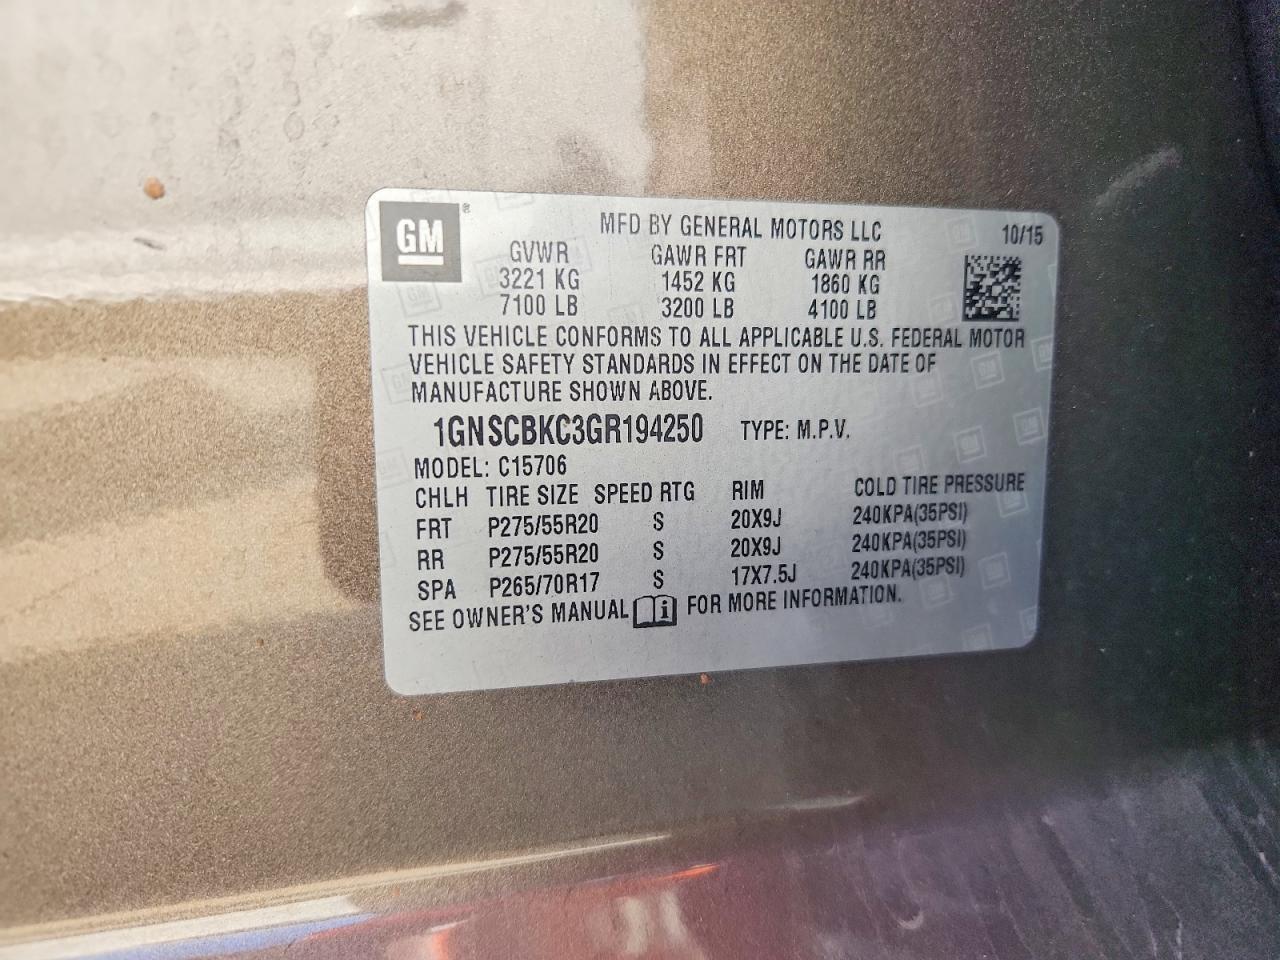 GM ®
MFD BY GENERAL MOTORS LLC 10/15
GVWR GAWR FRT GAWR RR
3221 KG 1452 KG 1860 KG
7100 LB 3200 LB 4100 LB
THIS VEHICLE CONFORMS TO ALL APPLICABLE U.S. FEDERAL MOTOR
VEHICLE SAFETY STANDARDS IN EFFECT ON THE DATE OF
MANUFACTURE SHOWN ABOVE.
1GNSCBKC3GR194250 TYPE: M.P.V.
MODEL: C15706
CHLH TIRE SIZE SPEED RTG RIM COLD TIRE PRESSURE
FRT P275/55R20 S 20X9J 240KPA(35PSI)
RR P275/55R20 S 20X9J 240KPA(35PSI)
SPA P265/70R17 S 17X7.5J 240KPA(35PSI)
SEE OWNER'S MANUAL i FOR MORE INFORMATION.